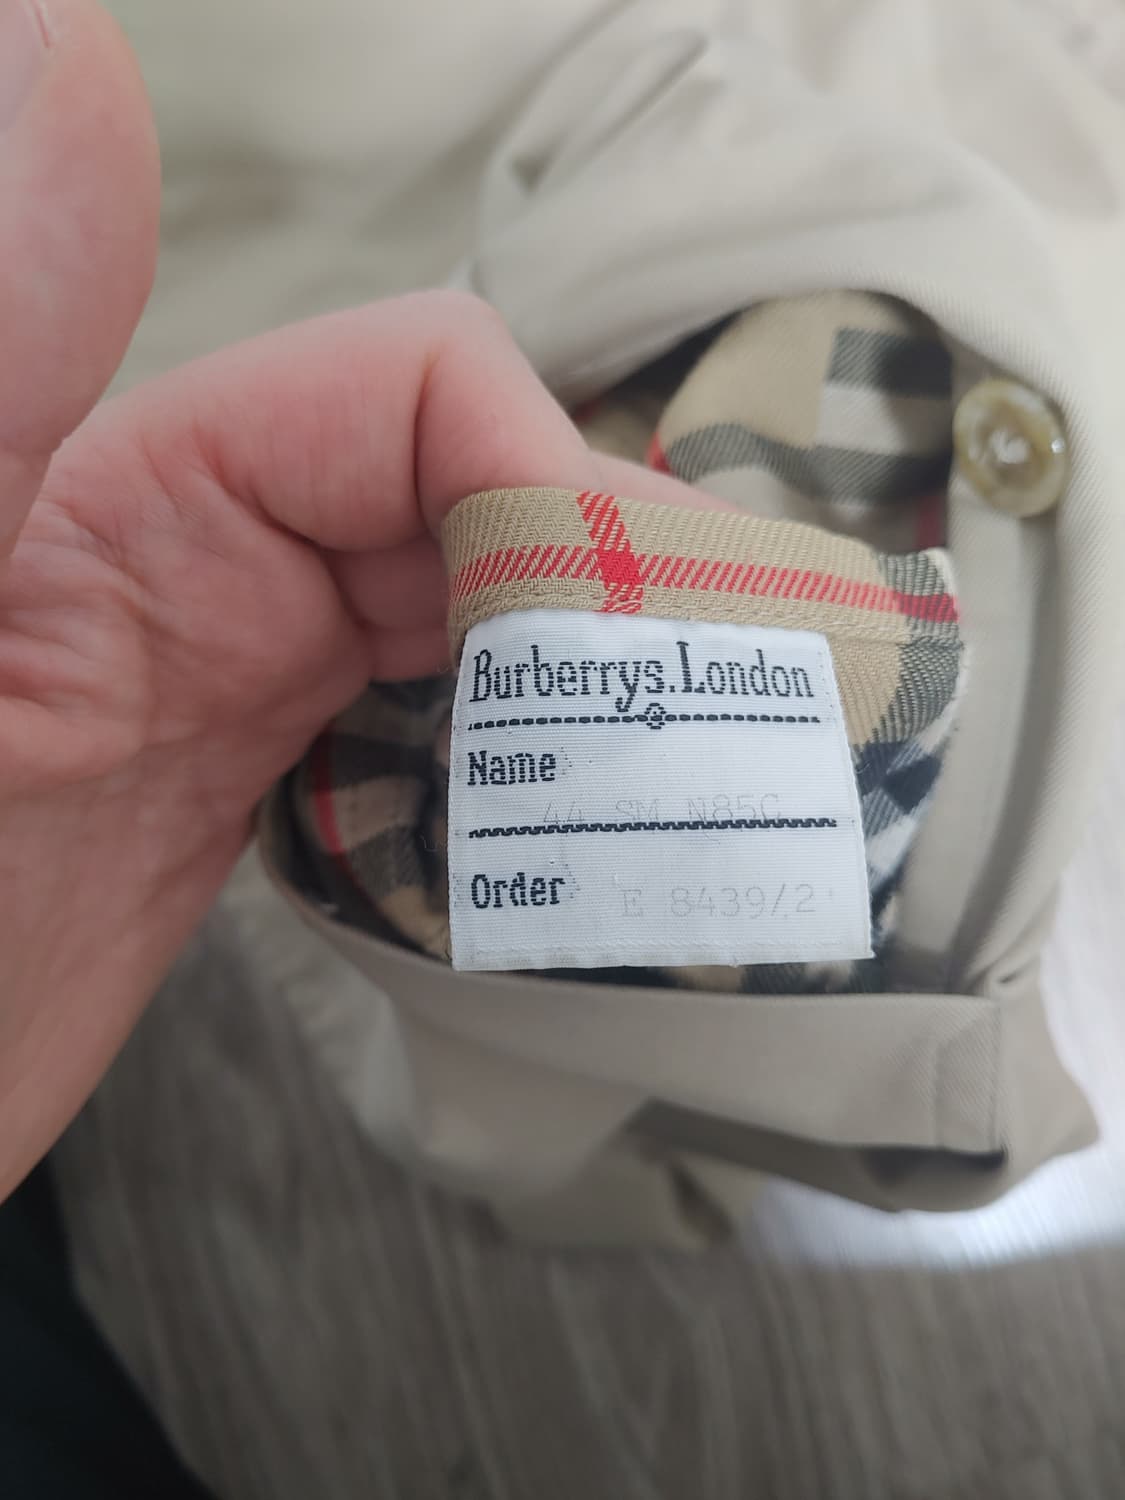 Burberrys. London
Name
44 SM N85C
Order E 8439/2